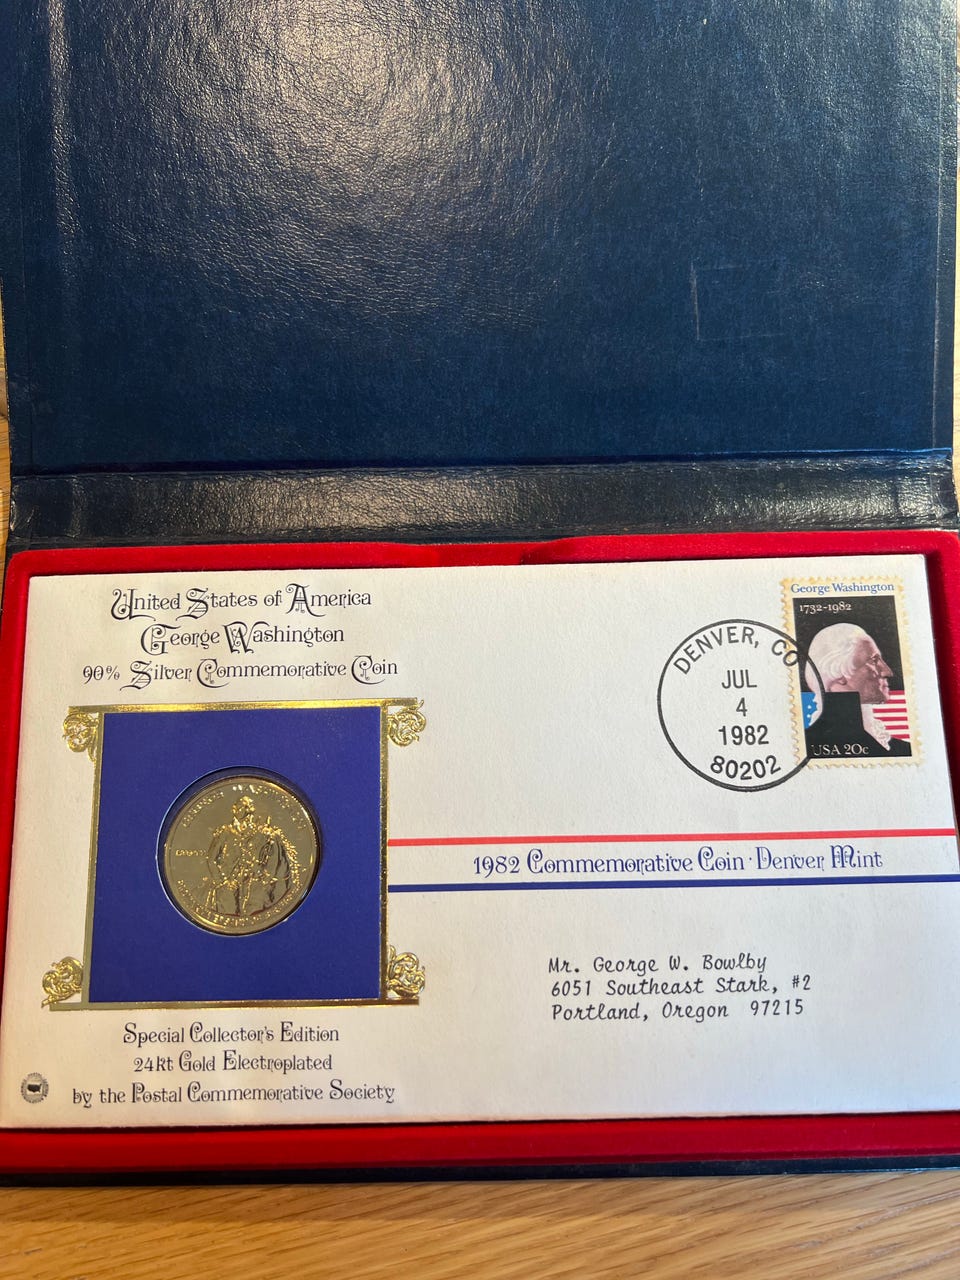 United States of America
George Washington
90% Silver Commemorative Coin
George Washington
1732-1982
USA 20c
DENVER, CO
JUL
4
1982
80202
1982 Commemorative Coin · Denver Mint
Mr. George W. Bowlby
6051 Southeast Stark, #2
Portland, Oregon 97215
Special Collector's Edition
24kt Gold Electroplated
by the Postal Commemorative Society